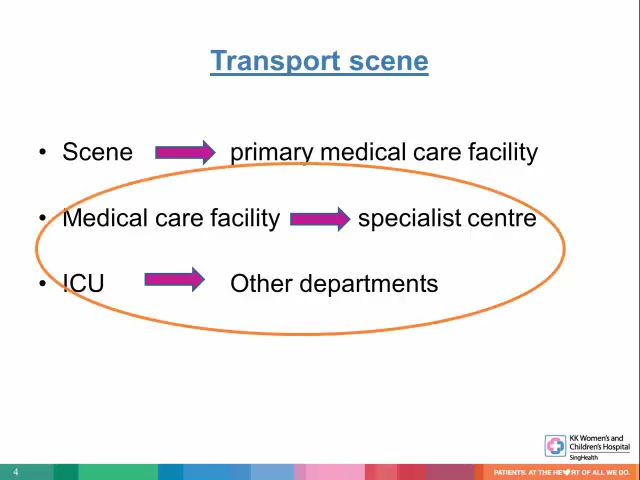 Transport scene
• Scene primary medical care facility
• Medical care facility specialist centre
• ICU Other departments
KK Women's and
Children's Hospital
SingHealth
4
PATIENTS. AT THE HE♥RT OF ALL WE DO.